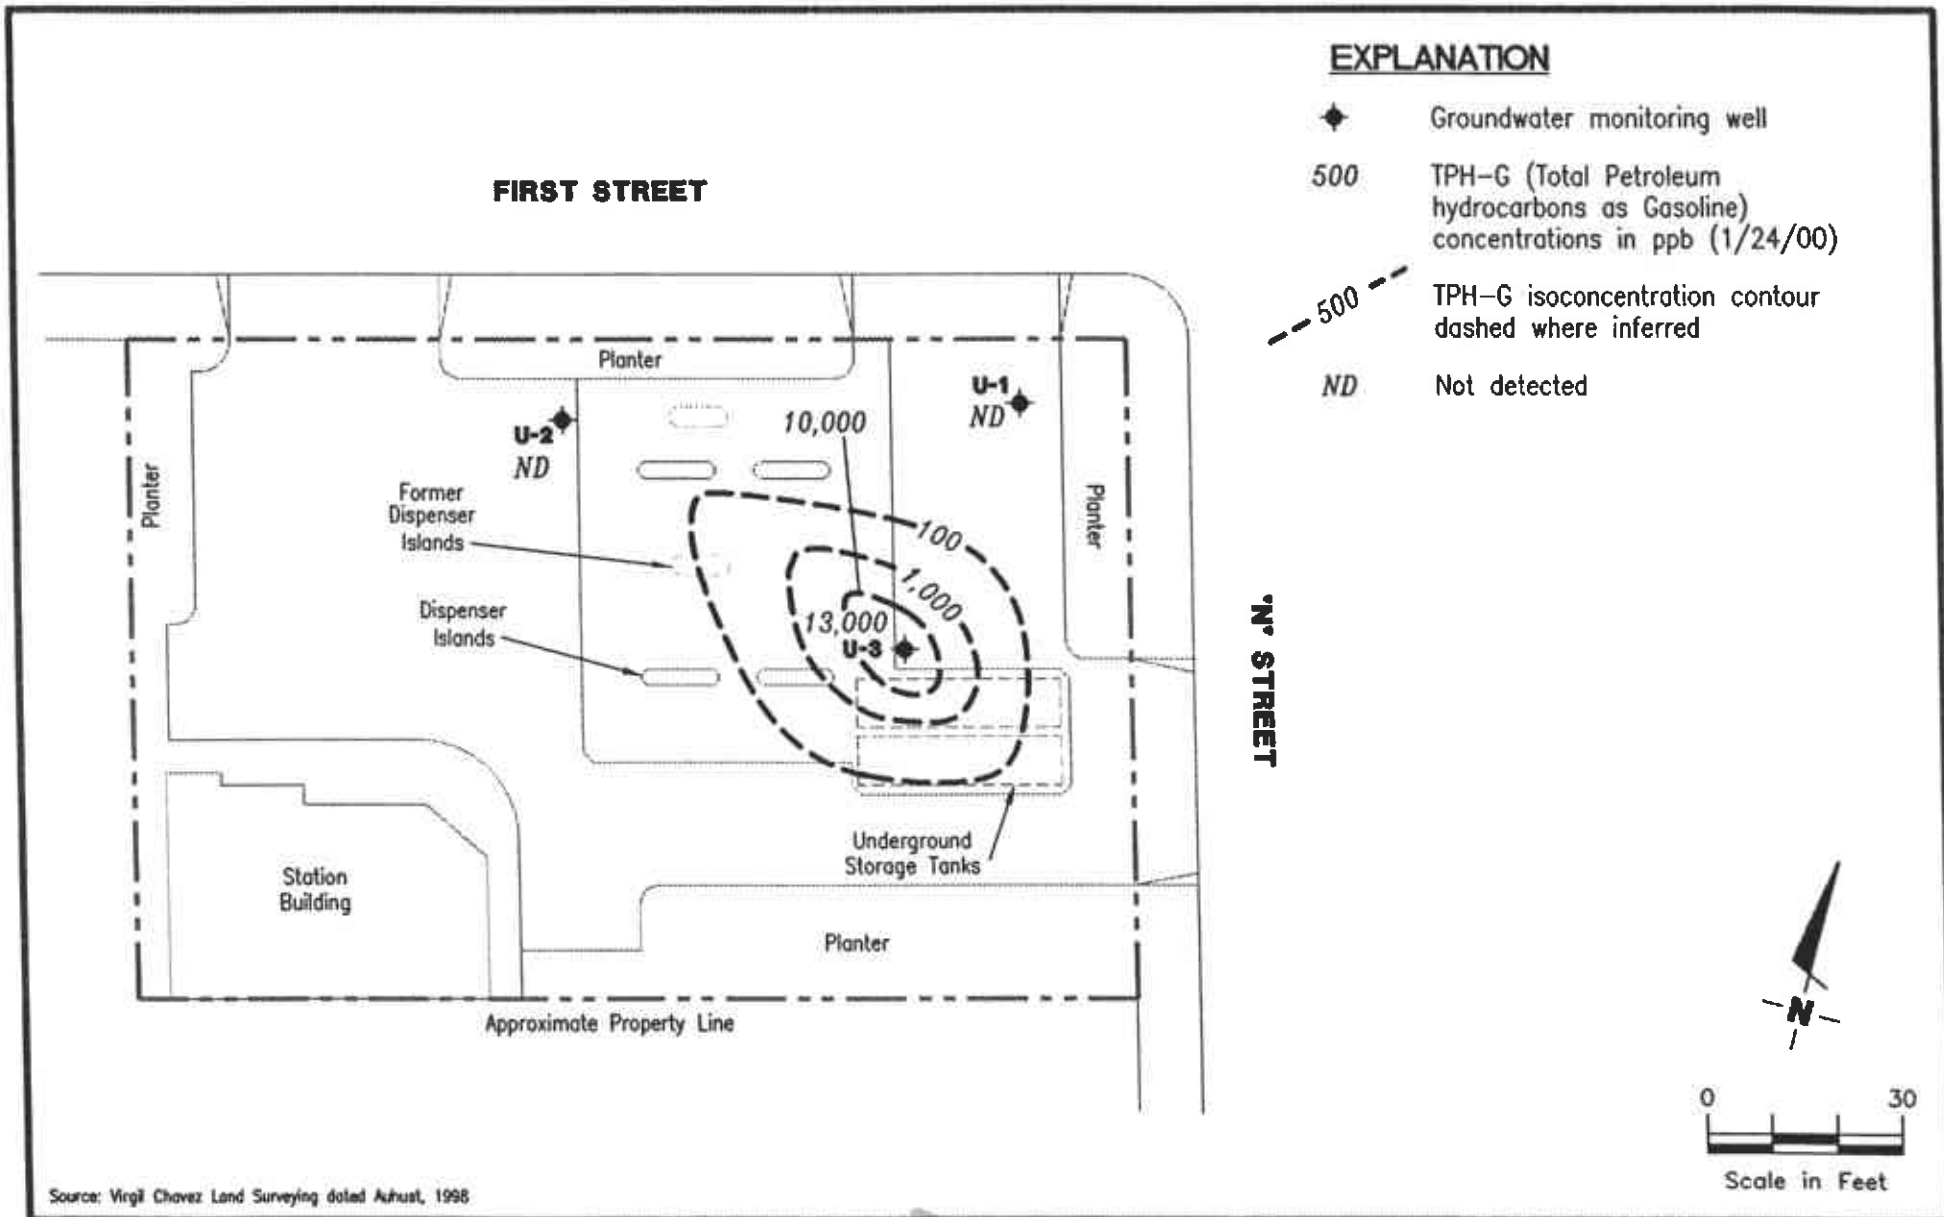 EXPLANATION
Groundwater monitoring well
500
TPH-G (Total Petroleum
hydrocarbons as Gasoline)
concentrations in ppb (1/24/00)
500
TPH-G isoconcentration contour
dashed where inferred
ND
Not detected
FIRST STREET
Planter
U-1
ND
U-2
ND
10,000
Planter
Former
Dispenser
Islands
Planter
100
1,000
13,000
U-3
Dispenser
Islands
"N" STREET
Underground
Storage Tanks
Station
Building
Planter
Approximate Property Line
N
0 30
Scale in Feet
Source: Virgil Chavez Land Surveying dated Auhust, 1998